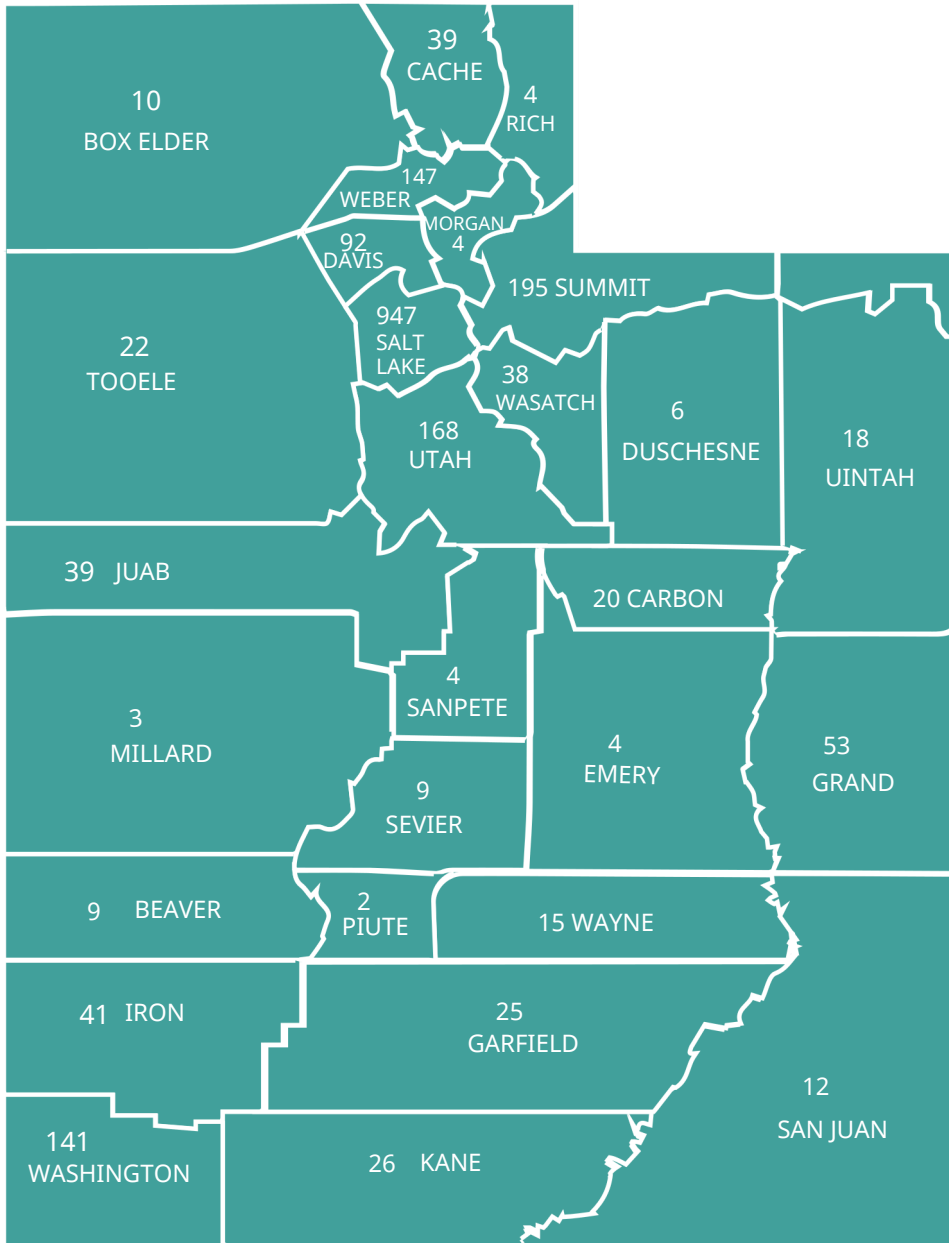 39
CACHE
4
RICH
10
BOX ELDER
147
WEBER
MORGAN
4
92
DAVIS
195 SUMMIT
947
SALT
LAKE
22
TOOELE
38
WASATCH
6
DUSCHESNE
168
UTAH
18
UINTAH
39 JUAB
20 CARBON
4
SANPETE
3
MILLARD
4
EMERY
53
GRAND
9
SEVIER
9 BEAVER
2
PIUTE
15 WAYNE
41 IRON
25
GARFIELD
12
SAN JUAN
141
WASHINGTON
26 KANE